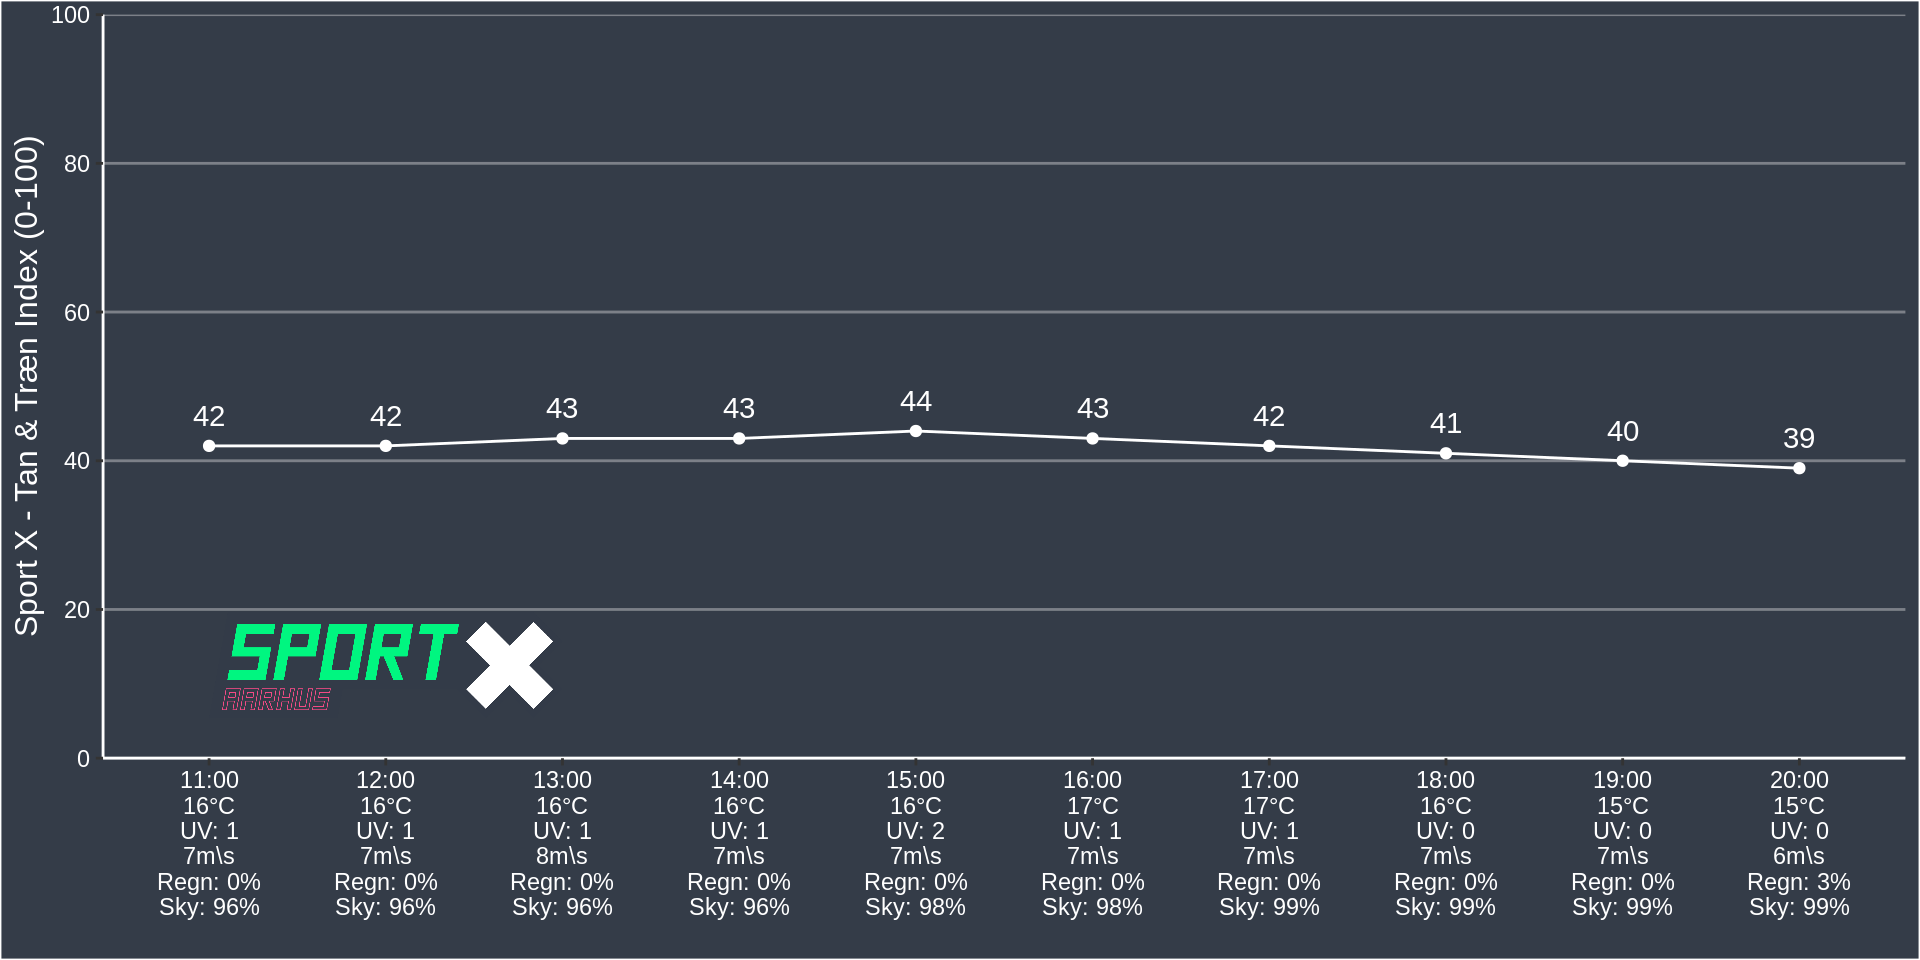 Sport X - Tan & Træn Index (0-100)
100
80
60
40
20
0
42 42 43 43 44 43 42 41 40 39
SPORT X
AARHUS
11:00 12:00 13:00 14:00 15:00 16:00 17:00 18:00 19:00 20:00
16°C 16°C 16°C 16°C 16°C 17°C 17°C 16°C 15°C 15°C
UV: 1 UV: 1 UV: 1 UV: 1 UV: 2 UV: 1 UV: 1 UV: 0 UV: 0 UV: 0
7m\s 7m\s 8m\s 7m\s 7m\s 7m\s 7m\s 7m\s 7m\s 6m\s
Regn: 0% Regn: 0% Regn: 0% Regn: 0% Regn: 0% Regn: 0% Regn: 0% Regn: 0% Regn: 0% Regn: 3%
Sky: 96% Sky: 96% Sky: 96% Sky: 96% Sky: 98% Sky: 98% Sky: 99% Sky: 99% Sky: 99% Sky: 99%